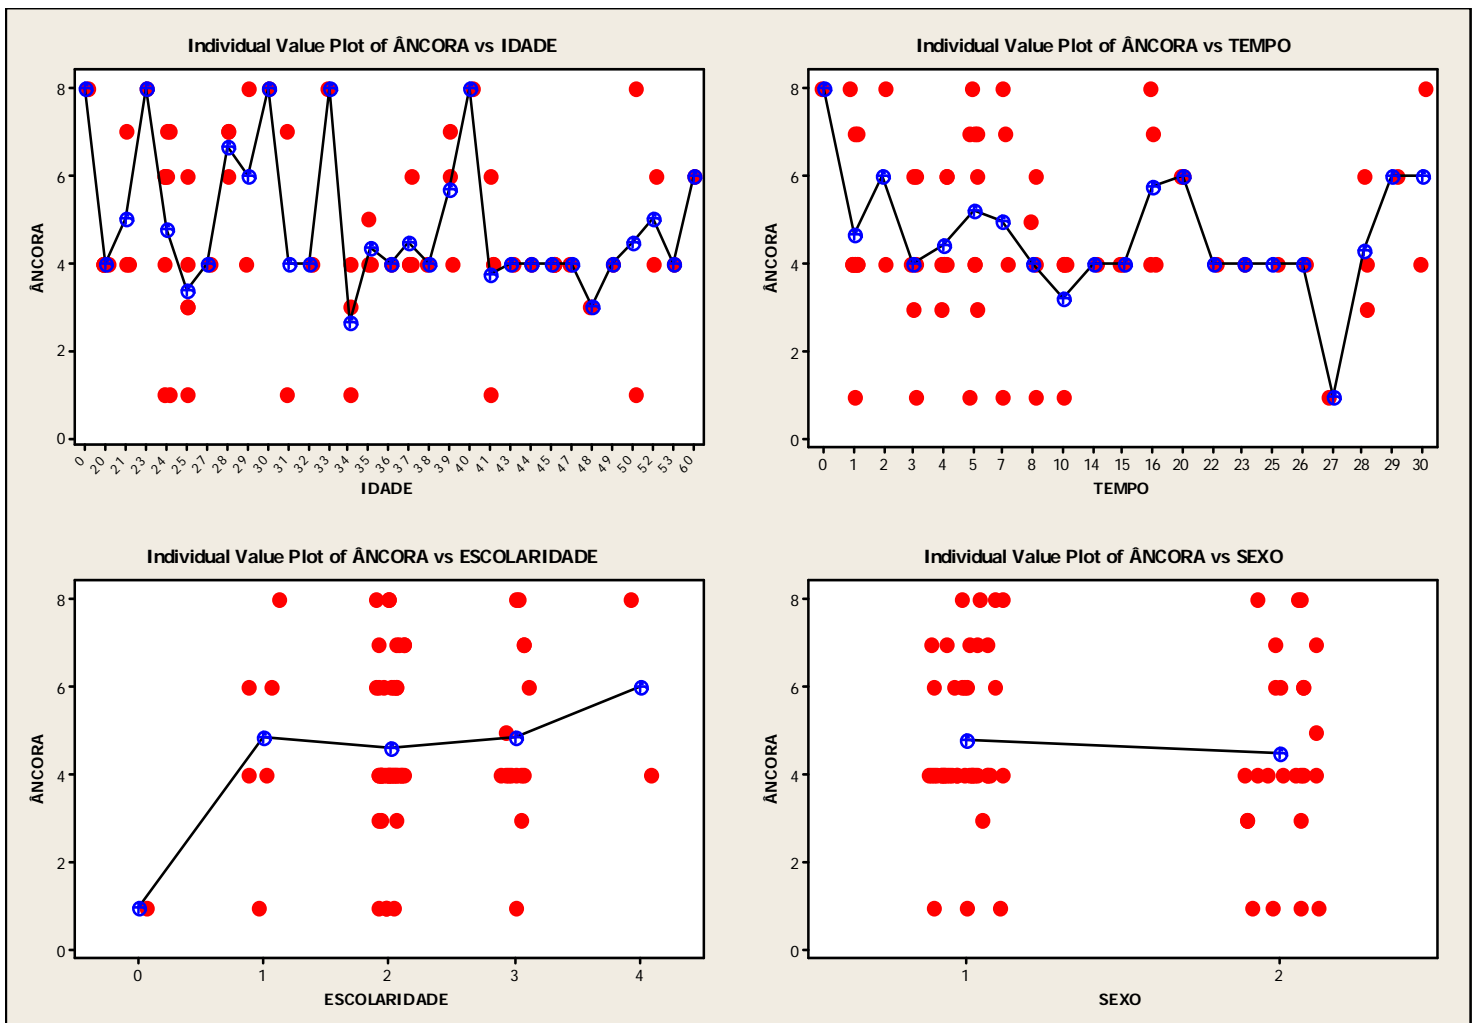 Individual Value Plot of ÂNCORA vs IDADE
8
6
4
2
0
ÂNCORA
0 20 21 23 24 25 27 28 29 30 31 32 33 34 35 36 37 38 39 40 41 43 44 45 47 48 49 50 52 53 60
IDADE
Individual Value Plot of ÂNCORA vs TEMPO
8
6
4
2
0
ÂNCORA
0 1 2 3 4 5 7 8 10 14 15 16 20 22 23 25 26 27 28 29 30
TEMPO
Individual Value Plot of ÂNCORA vs ESCOLARIDADE
8
6
4
2
0
ÂNCORA
0 1 2 3 4
ESCOLARIDADE
Individual Value Plot of ÂNCORA vs SEXO
8
6
4
2
0
ÂNCORA
1 2
SEXO